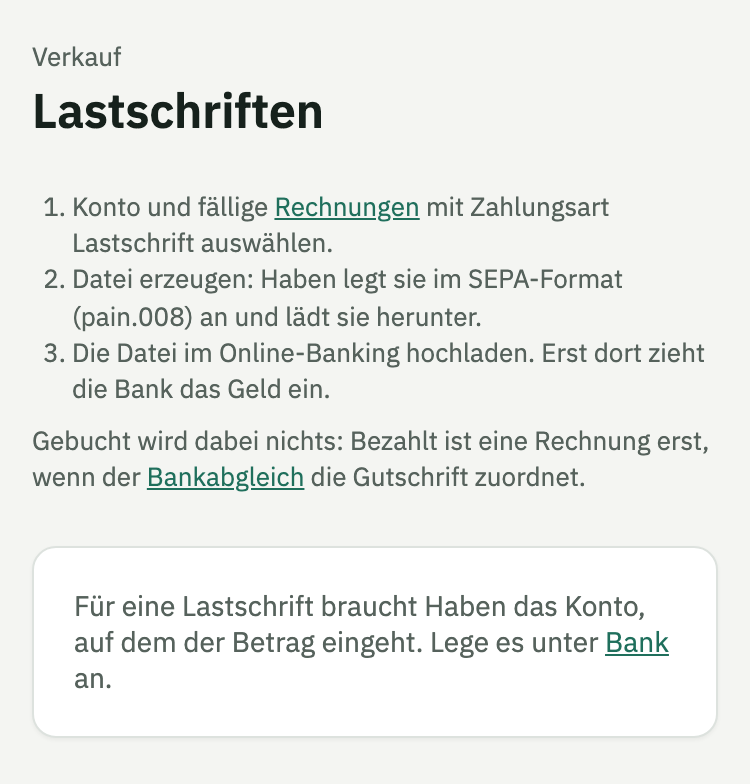 Verkauf
Lastschriften
1. Konto und fällige Rechnungen mit Zahlungsart
Lastschrift auswählen.
2. Datei erzeugen: Haben legt sie im SEPA-Format
(pain.008) an und lädt sie herunter.
3. Die Datei im Online-Banking hochladen. Erst dort zieht
die Bank das Geld ein.
Gebucht wird dabei nichts: Bezahlt ist eine Rechnung erst,
wenn der Bankabgleich die Gutschrift zuordnet.
Für eine Lastschrift braucht Haben das Konto,
auf dem der Betrag eingeht. Lege es unter Bank
an.